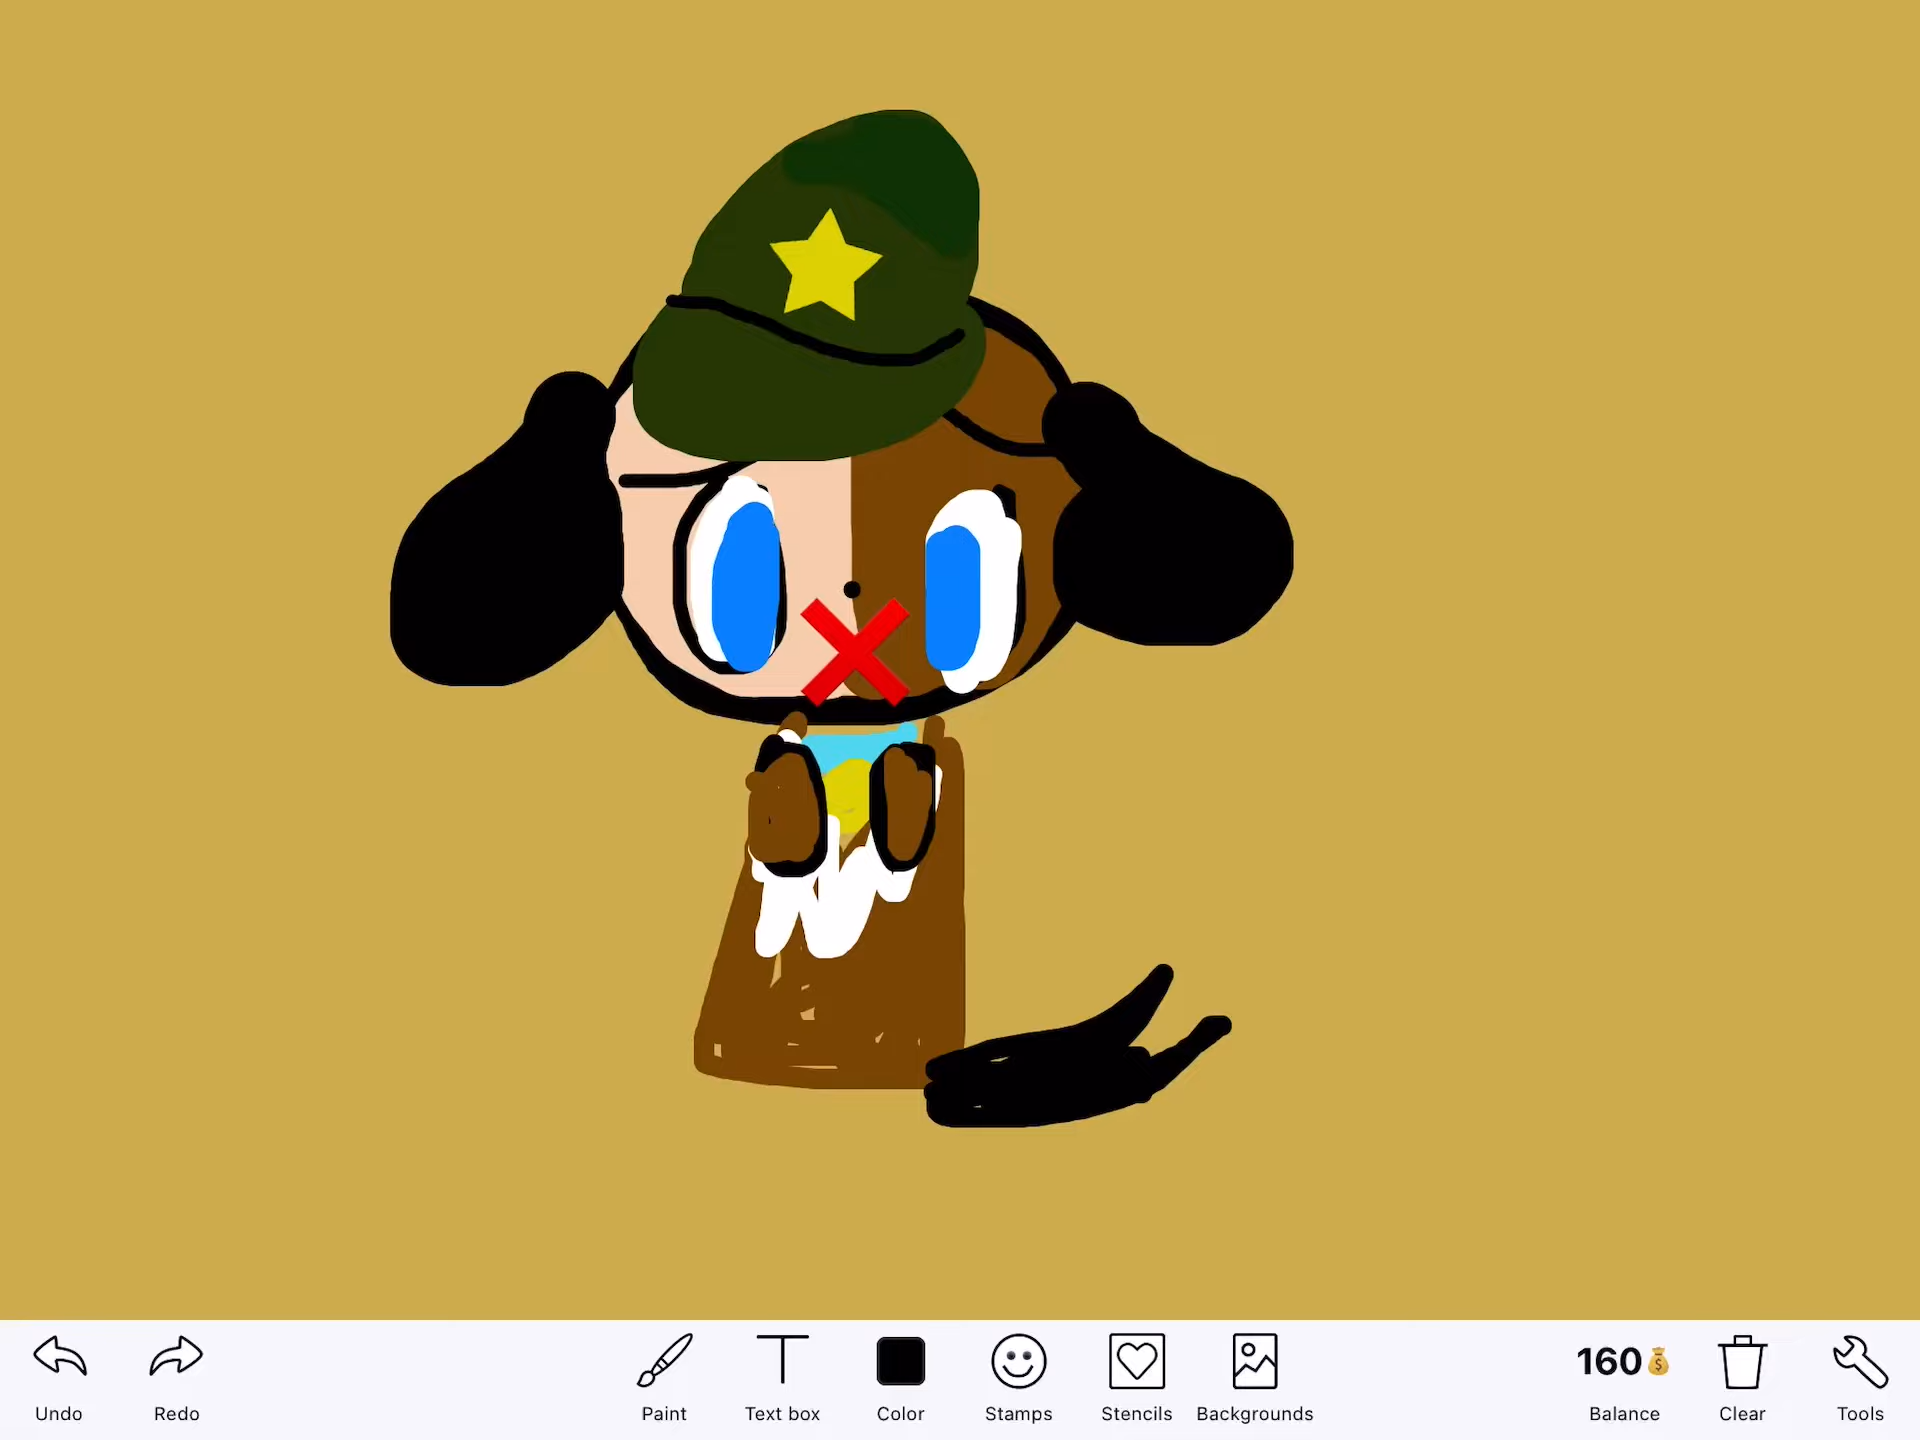 Undo
Redo
Paint
Text box
Color
Stamps
Stencils
Backgrounds
160
Balance
Clear
Tools